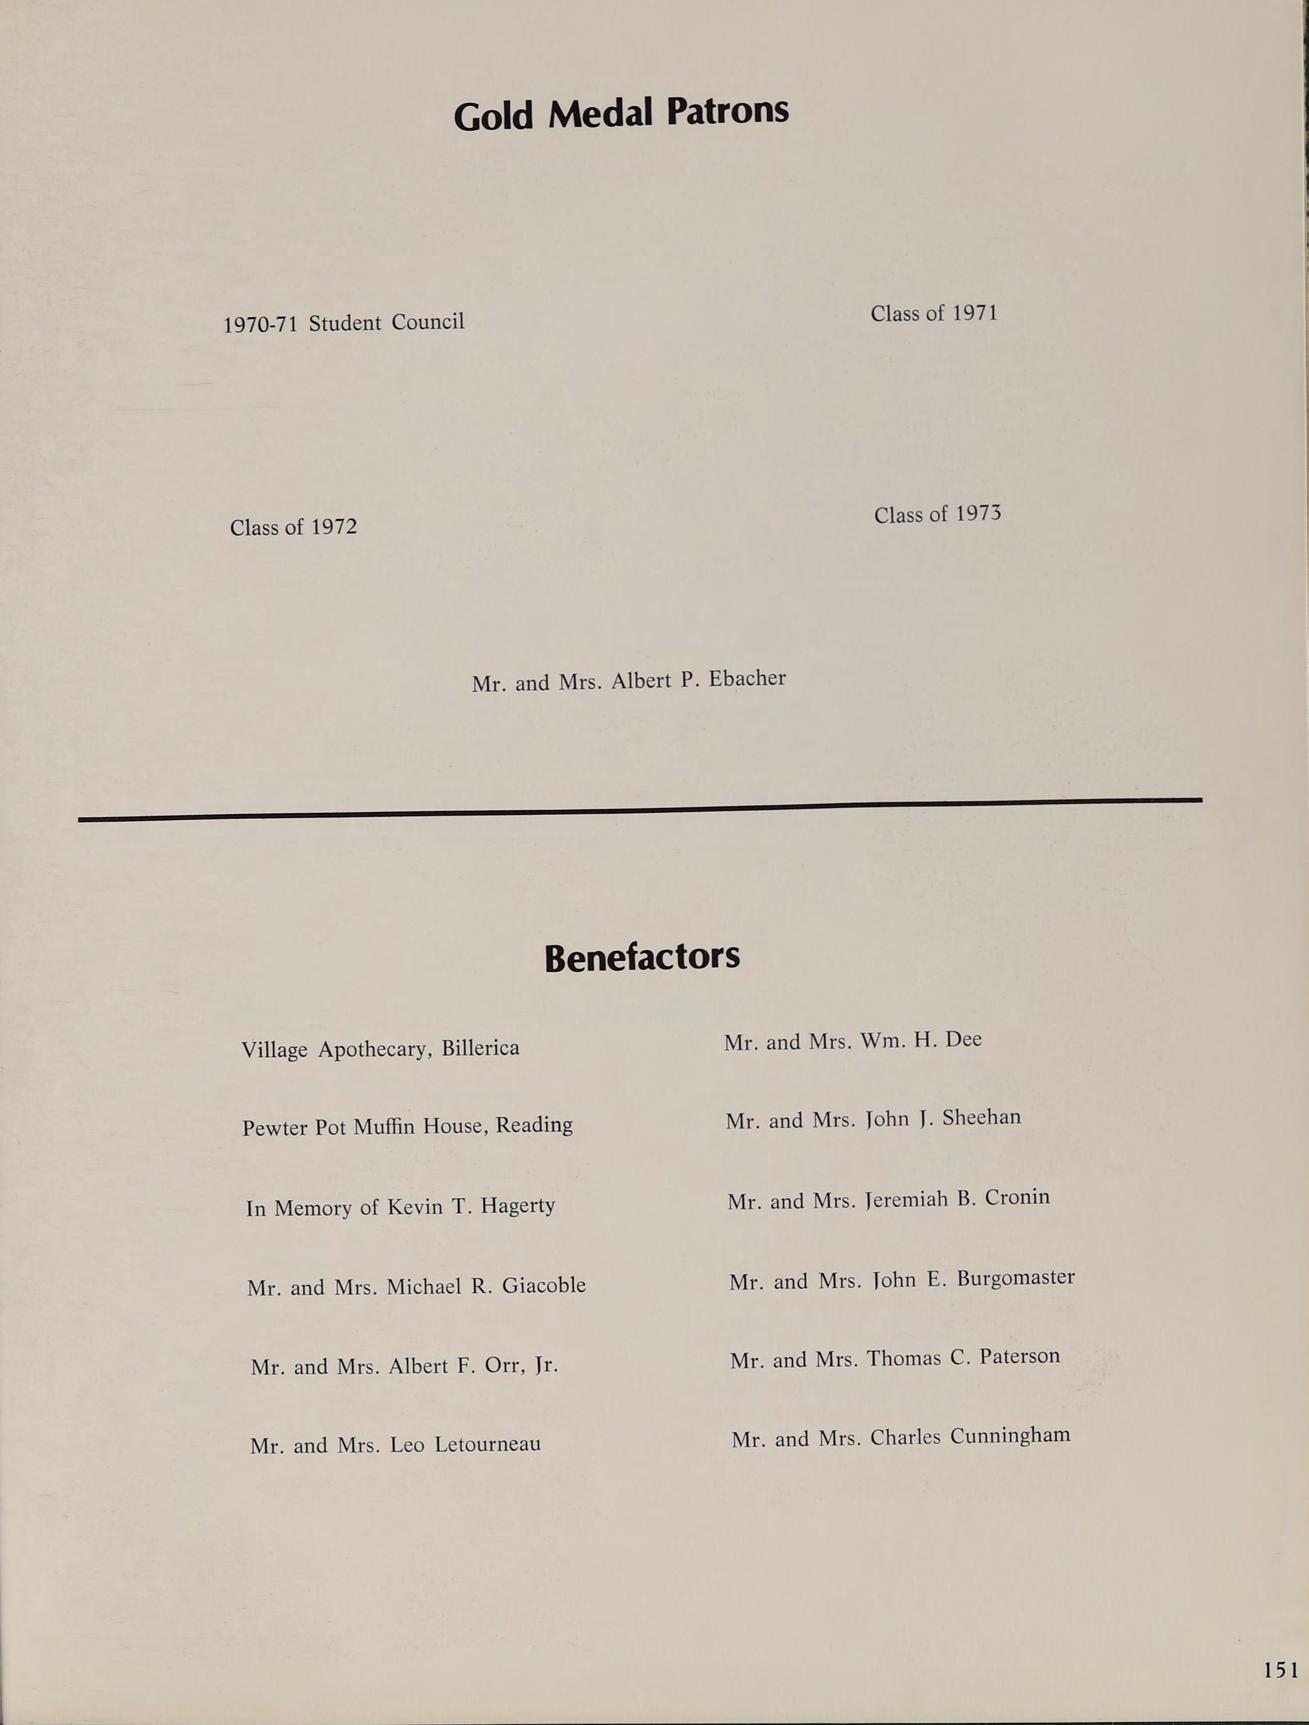 Gold Medal Patrons
1970-71 Student Council
Class of 1971
Class of 1972
Class of 1973
Mr. and Mrs. Albert P. Ebacher
Benefactors
Village Apothecary, Billerica
Mr. and Mrs. Wm. H. Dee
Pewter Pot Muffin House, Reading
Mr. and Mrs. John J. Sheehan
In Memory of Kevin T. Hagerty
Mr. and Mrs. Jeremiah B. Cronin
Mr. and Mrs. Michael R. Giacoble
Mr. and Mrs. John E. Burgomaster
Mr. and Mrs. Albert F. Orr, Jr.
Mr. and Mrs. Thomas C. Paterson
Mr. and Mrs. Leo Letourneau
Mr. and Mrs. Charles Cunningham
151